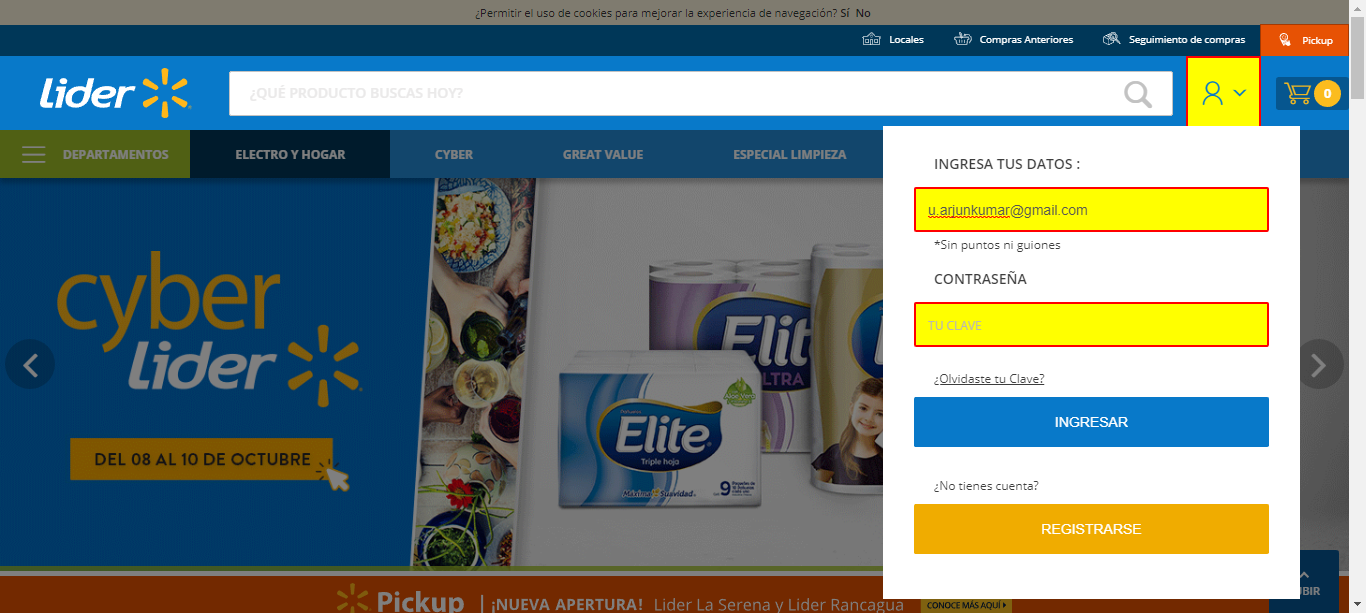 ¿Permitir el uso de cookies para mejorar la experiencia de navegación? Sí No
Locales Compras Anteriores Seguimiento de compras Pickup
Lider ¿QUÉ PRODUCTO BUSCAS HOY? 0
DEPARTAMENTOS ELECTRO Y HOGAR CYBER GREAT VALUE ESPECIAL LIMPIEZA
INGRESA TUS DATOS :
u.arjunkumar@gmail.com
*Sin puntos ni guiones
CONTRASEÑA
TU CLAVE
¿Olvidaste tu Clave?
INGRESAR
¿No tienes cuenta?
REGISTRARSE
cyber
lider
DEL 08 AL 10 DE OCTUBRE
Elit
LTRA
Aloe Vera
Elite
Triple hoja
Máxima Suavidad.
9
Pickup | ¡NUEVA APERTURA! Lider La Serena y Lider Rancagua CONOCE MÁS AQUÍ
BIR